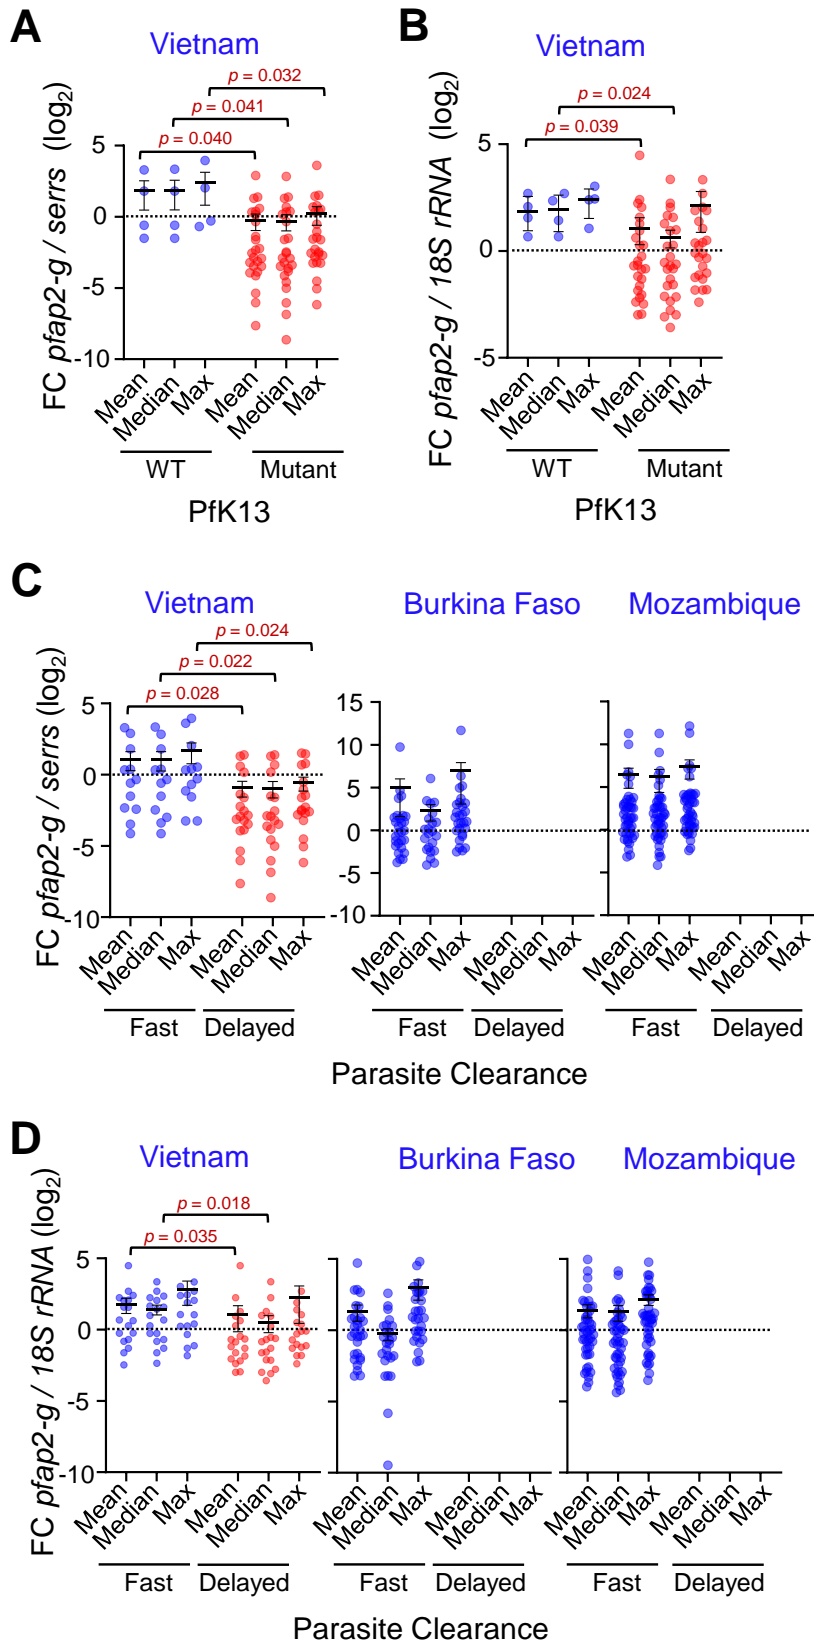 A
Vietnam
p = 0.032
p = 0.041
p = 0.040
FC pfap2-g / serrs (log2)
5
0
-5
-10
Mean
Median
Max
Mean
Median
Max
WT
Mutant
PfK13
B
Vietnam
p = 0.024
p = 0.039
FC pfap2-g / 18S rRNA (log2)
5
0
-5
Mean
Median
Max
Mean
Median
Max
WT
Mutant
PfK13
C
Vietnam
Burkina Faso
Mozambique
p = 0.024
p = 0.022
p = 0.028
FC pfap2-g / serrs (log2)
5
0
-5
-10
15
10
5
0
-5
-10
Mean
Median
Max
Mean
Median
Max
Mean
Median
Max
Mean
Median
Max
Mean
Median
Max
Mean
Median
Max
Fast
Delayed
Fast
Delayed
Fast
Delayed
Parasite Clearance
D
Vietnam
Burkina Faso
Mozambique
p = 0.018
p = 0.035
FC pfap2-g / 18S rRNA (log2)
5
0
-5
-10
Mean
Median
Max
Mean
Median
Max
Mean
Median
Max
Mean
Median
Max
Mean
Median
Max
Mean
Median
Max
Fast
Delayed
Fast
Delayed
Fast
Delayed
Parasite Clearance